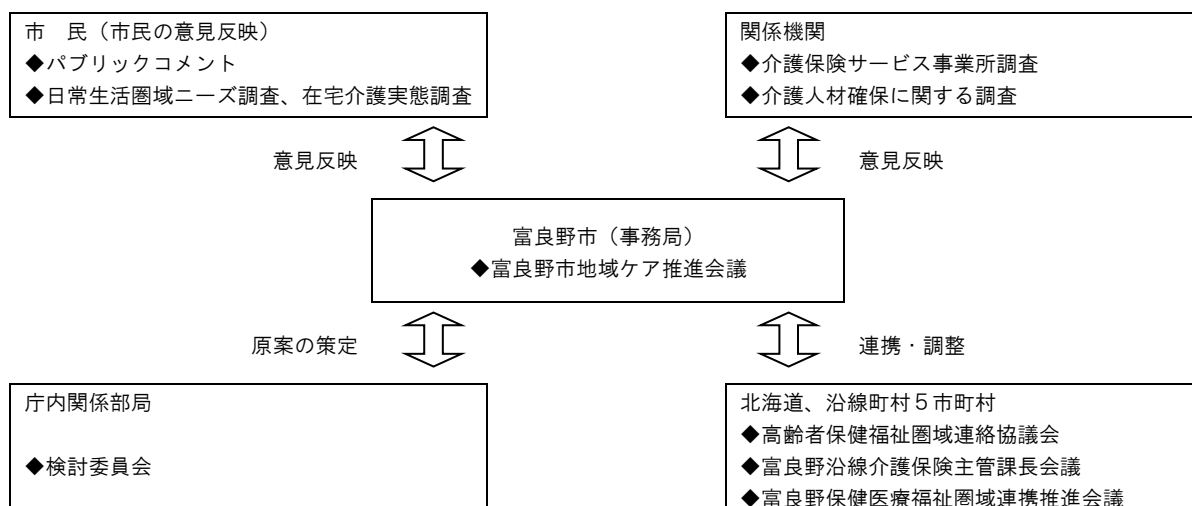 市　民（市民の意見反映）
◆パブリックコメント
◆日常生活圏域ニーズ調査、在宅介護実態調査
関係機関
◆介護保険サービス事業所調査
◆介護人材確保に関する調査
意見反映
意見反映
富良野市（事務局）
◆富良野市地域ケア推進会議
原案の策定
連携・調整
庁内関係部局
◆検討委員会
北海道、沿線町村５市町村
◆高齢者保健福祉圏域連絡協議会
◆富良野沿線介護保険主管課長会議
◆富良野保健医療福祉圏域連携推進会議